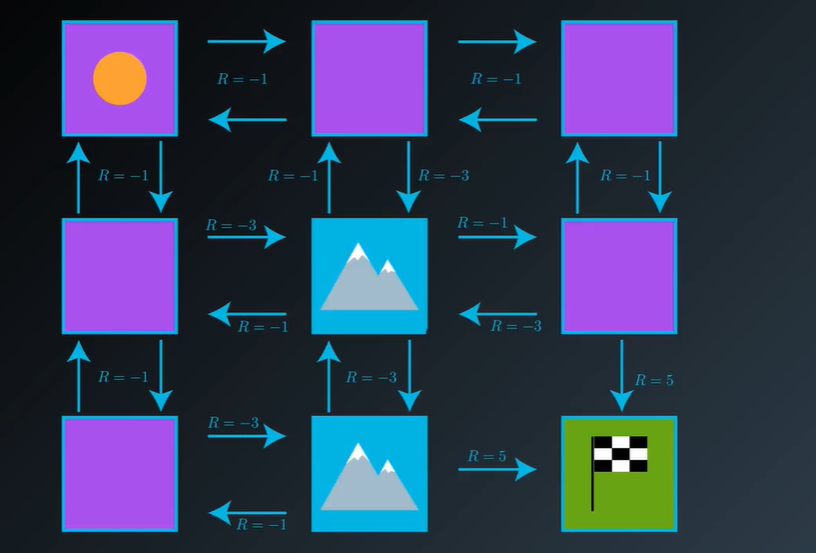 R = −1
R = −1
R = −1
R = −1
R = −3
R = −1
R = −3
R = −1
R = −1
R = −3
R = −1
R = −3
R = 5
R = −3
R = 5
R = −1